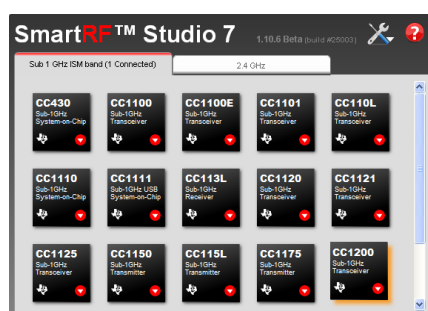 SmartRF™ Studio 7 1.10.6 Beta (build #25003) ?
Sub 1 GHz ISM band (1 Connected) 2.4 GHz
CC430 CC1100 CC1100E CC1101 CC110L
Sub-1GHz Sub-1GHz Sub-1GHz Sub-1GHz Sub-1GHz
System-on-Chip Transceiver Transceiver Transceiver Transceiver
CC1110 CC1111 CC113L CC1120 CC1121
Sub-1GHz Sub-1GHz USB Sub-1GHz Sub-1GHz Sub-1GHz
System-on-Chip System-on-Chip Receiver Transceiver Transceiver
CC1125 CC1150 CC115L CC1175 CC1200
Sub-1GHz Sub-1GHz Sub-1GHz Sub-1GHz Sub-1GHz
Transceiver Transmitter Transmitter Transmitter Transceiver